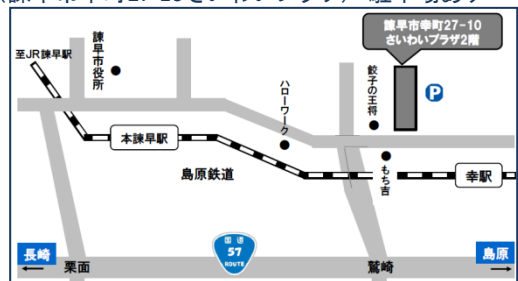 諫早市幸町27-10
さいわいプラザ2階
至JR諫早駅
諫早市役所
ハローワーク
餃子の王将
P
本諫早駅
島原鉄道
もち吉
幸駅
国道
57
ROUTE
長崎
栗面
鷲崎
島原